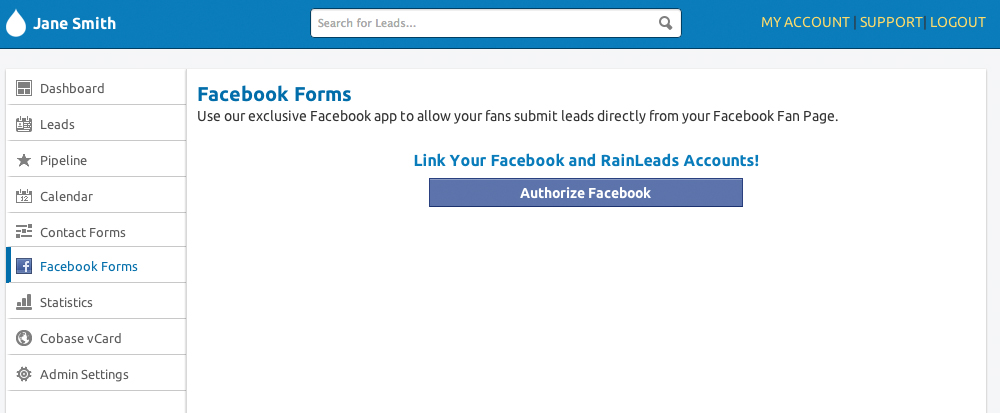 Jane Smith
Search for Leads...
MY ACCOUNT | SUPPORT | LOGOUT
Dashboard
Leads
Pipeline
Calendar
Contact Forms
Facebook Forms
Statistics
Cobase vCard
Admin Settings
Facebook Forms
Use our exclusive Facebook app to allow your fans submit leads directly from your Facebook Fan Page.
Link Your Facebook and RainLeads Accounts!
Authorize Facebook